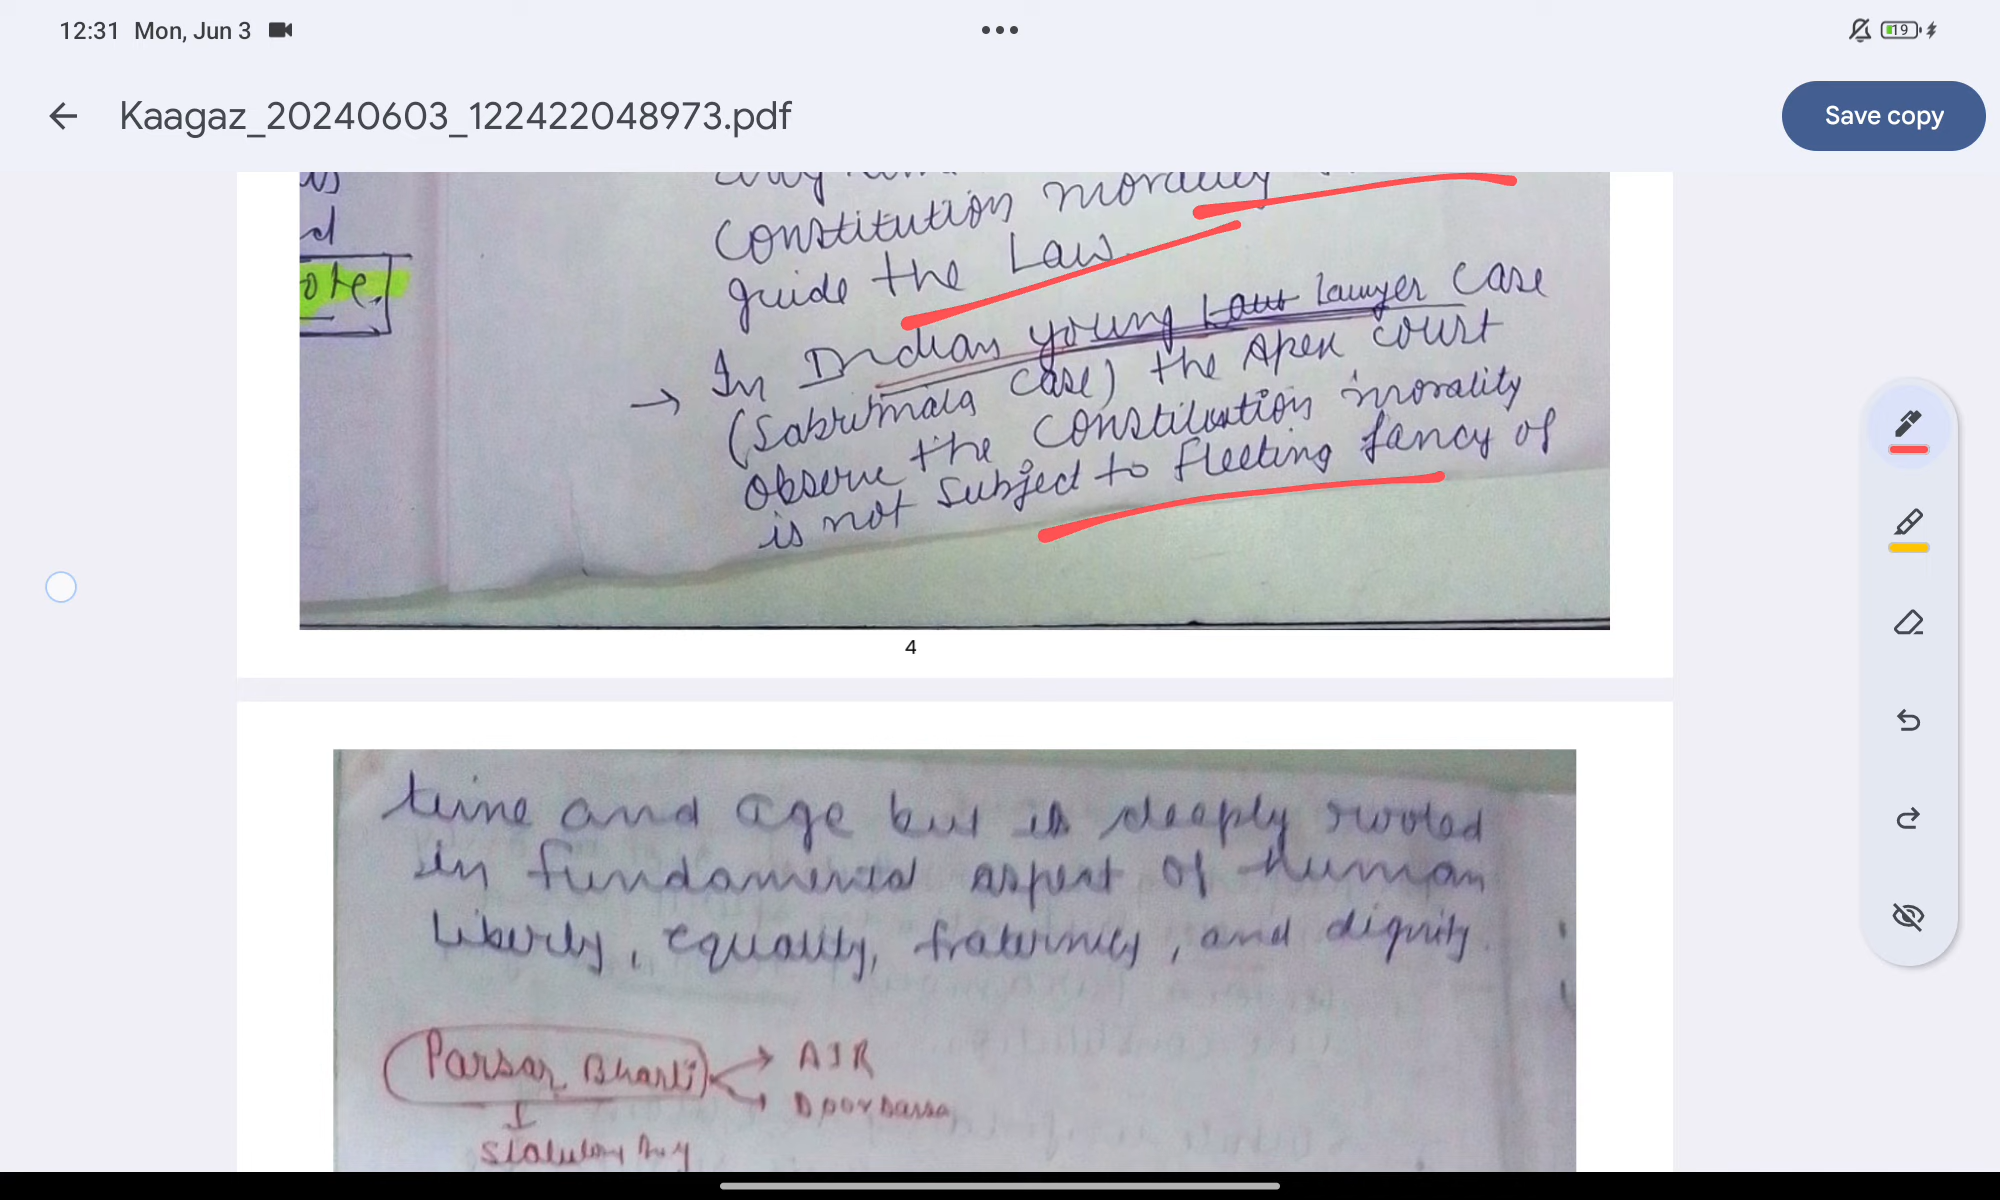 12:31 Mon, Jun 3
19
Kaagaz_20240603_122422048973.pdf
Save copy
constitution morality
guide the Law.
ote.
→ In Indian young Law lawyer case
(Sabrimala case) the Apex court
observe the constitution morality
is not subject to fleeting fancy of
4
time and age but is deeply rooted
in fundamental aspect of human
liberty, equality, fraternity, and dignity.
Parsar Bharti → AIR
→ Doordarsan
statutory